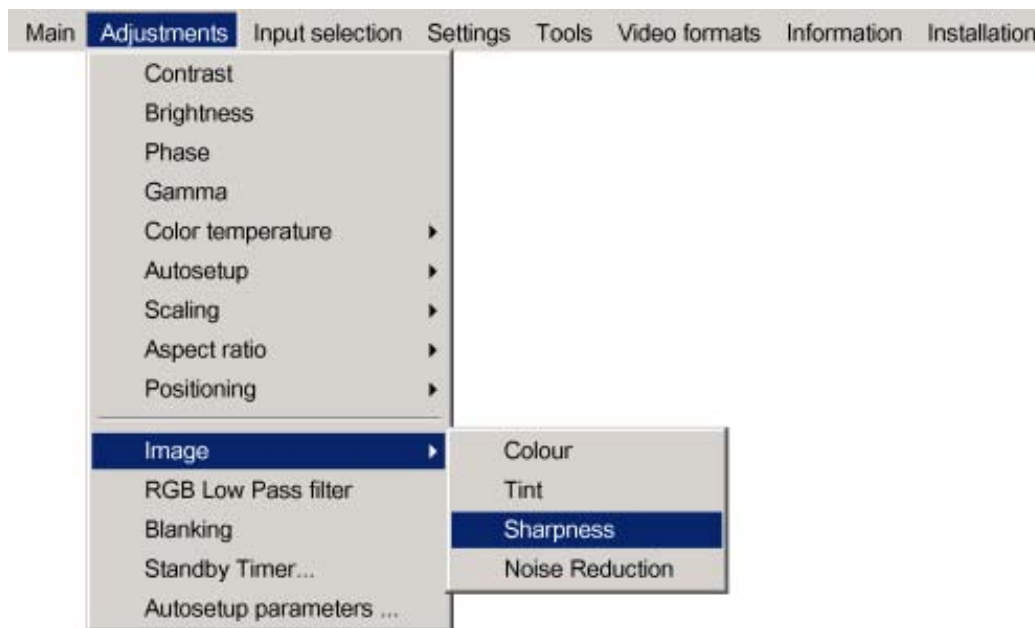 Main Adjustments Input selection Settings Tools Video formats Information Installation
Contrast
Brightness
Phase
Gamma
Color temperature
Autosetup
Scaling
Aspect ratio
Positioning
Image
RGB Low Pass filter
Blanking
Standby Timer...
Autosetup parameters ...
Colour
Tint
Sharpness
Noise Reduction